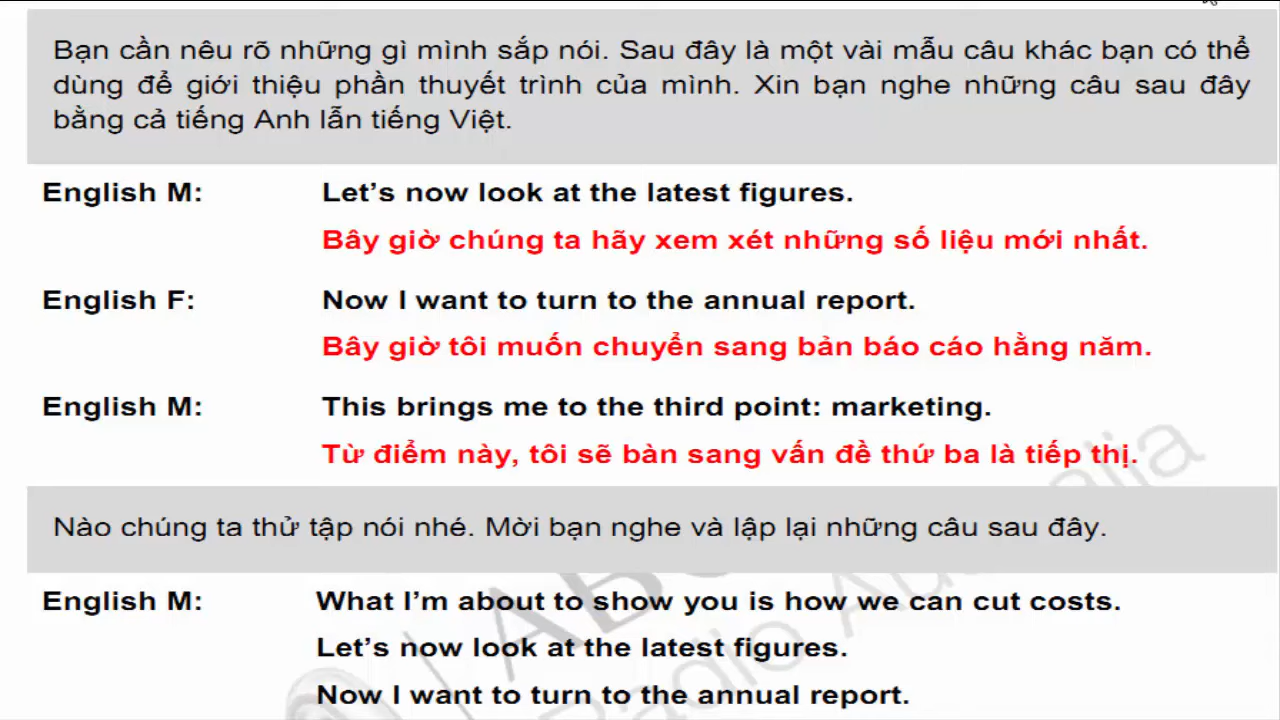 Bạn cần nêu rõ những gì mình sắp nói. Sau đây là một vài mẫu câu khác bạn có thể
dùng để giới thiệu phần thuyết trình của mình. Xin bạn nghe những câu sau đây
bằng cả tiếng Anh lẫn tiếng Việt.
English M: Let’s now look at the latest figures.
Bây giờ chúng ta hãy xem xét những số liệu mới nhất.
English F: Now I want to turn to the annual report.
Bây giờ tôi muốn chuyển sang bản báo cáo hằng năm.
English M: This brings me to the third point: marketing.
Từ điểm này, tôi sẽ bàn sang vấn đề thứ ba là tiếp thị.
Nào chúng ta thử tập nói nhé. Mời bạn nghe và lập lại những câu sau đây.
English M: What I’m about to show you is how we can cut costs.
Let’s now look at the latest figures.
Now I want to turn to the annual report.